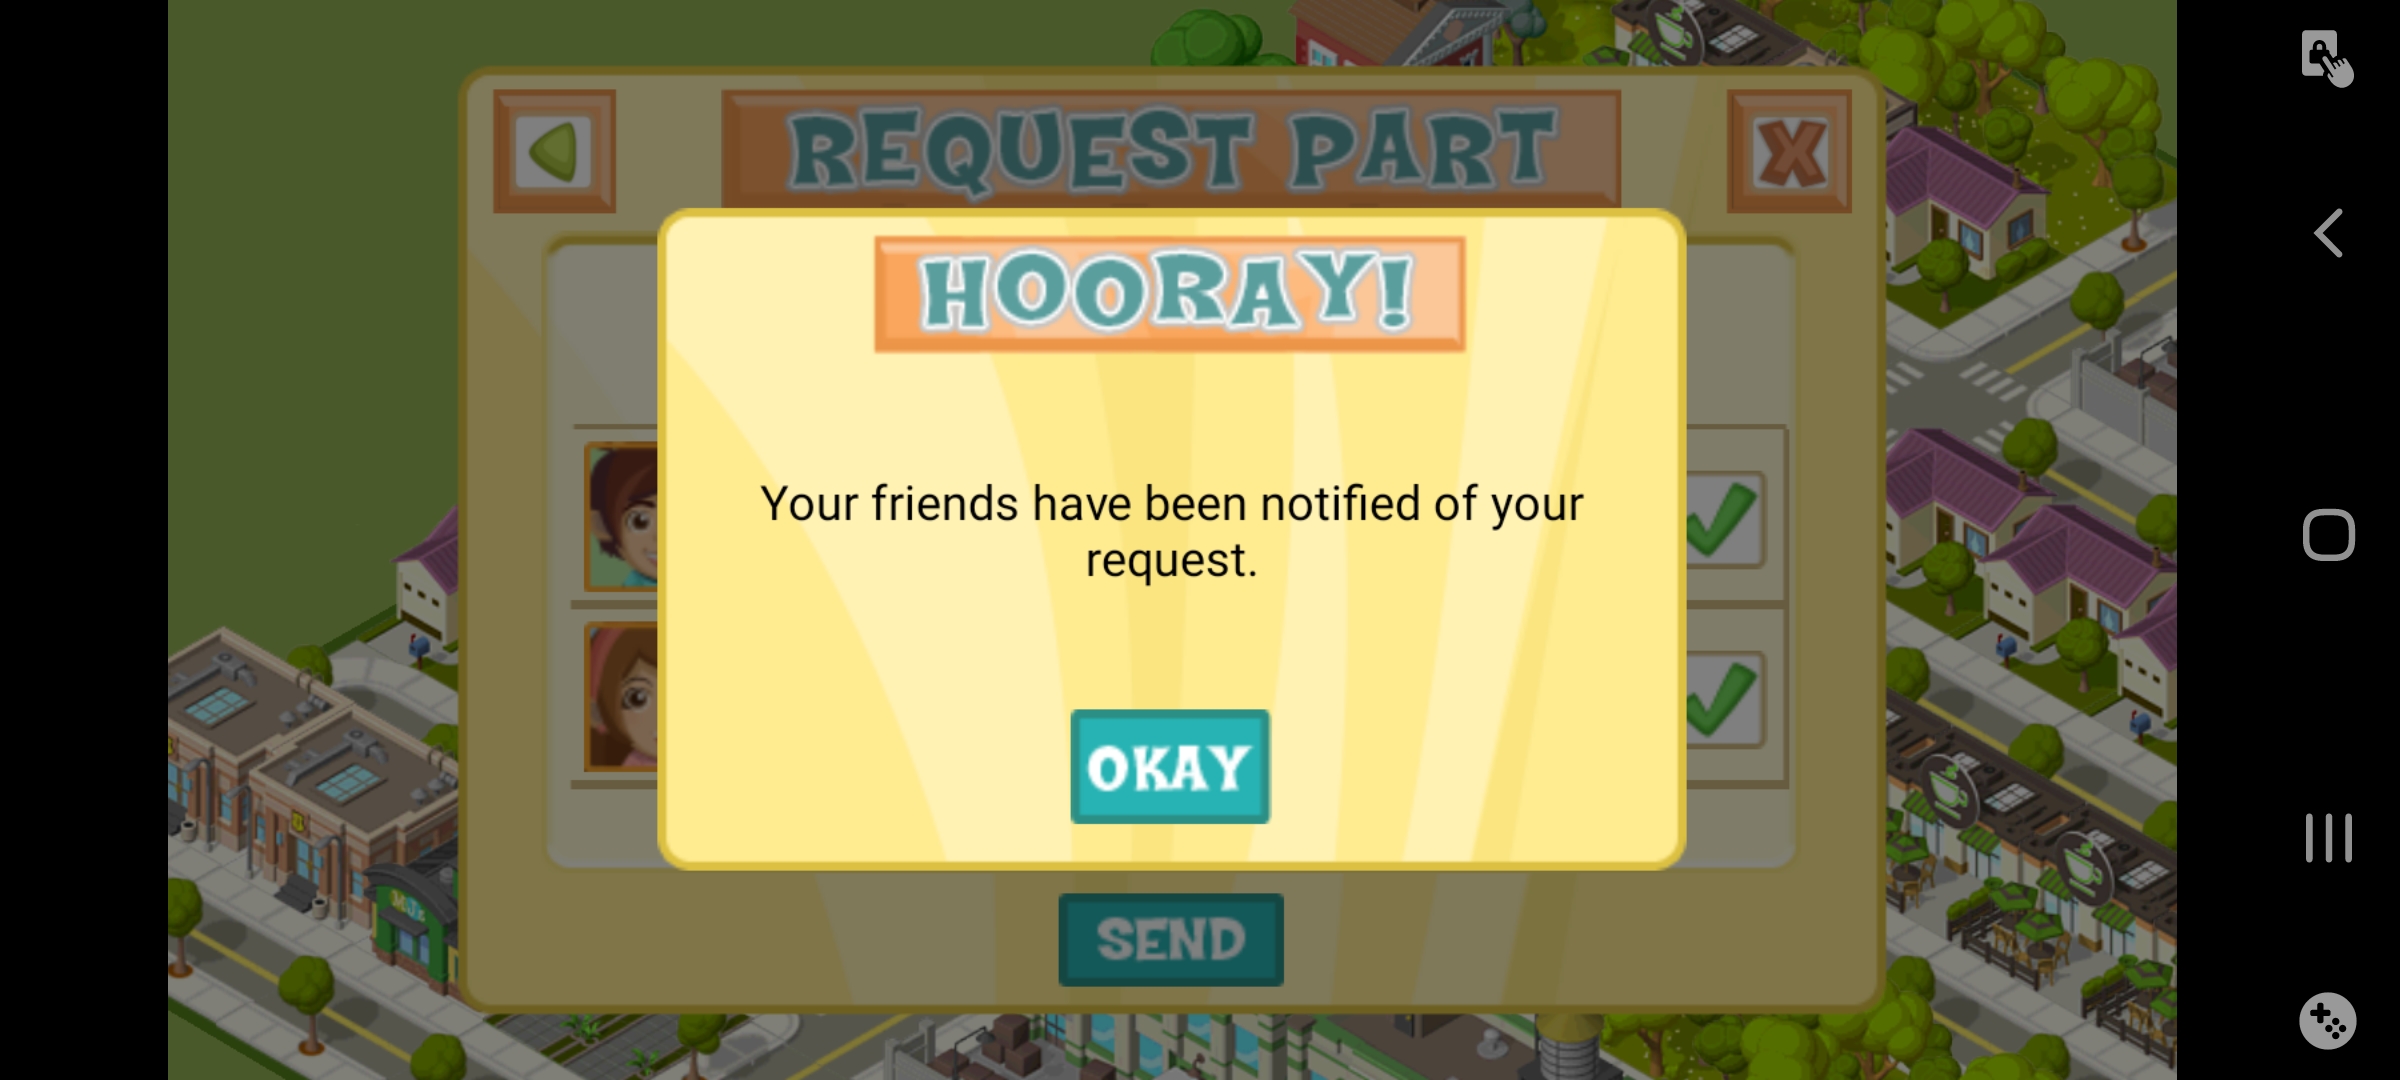 REQUEST PART
HOORAY!
Your friends have been notified of your
request.
OKAY
SEND